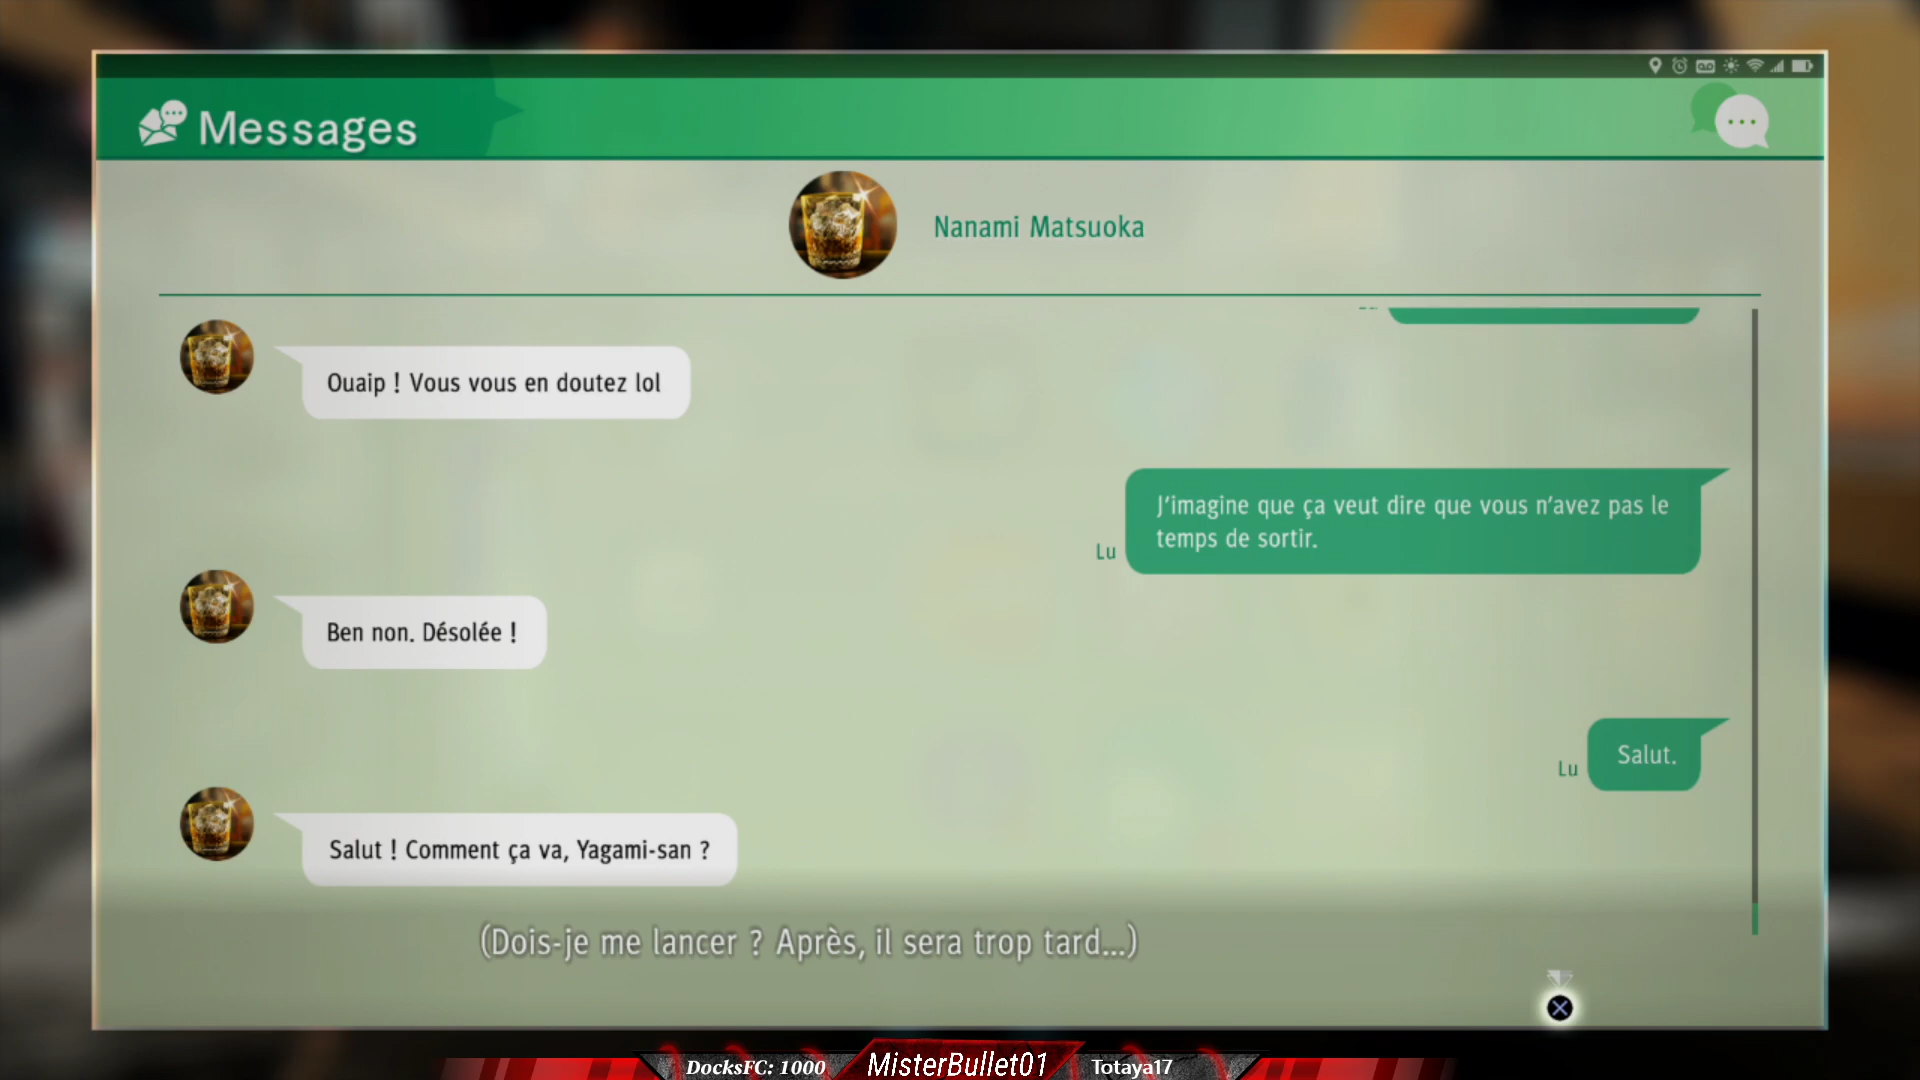 Messages
Nanami Matsuoka
Ouaip ! Vous vous en doutez lol
J'imagine que ça veut dire que vous n'avez pas le
temps de sortir.
Lu
Ben non. Désolée !
Salut.
Lu
Salut ! Comment ça va, Yagami-san ?
(Dois-je me lancer ? Après, il sera trop tard...)
DocksFC: 1000
MisterBullet01
Totaya17